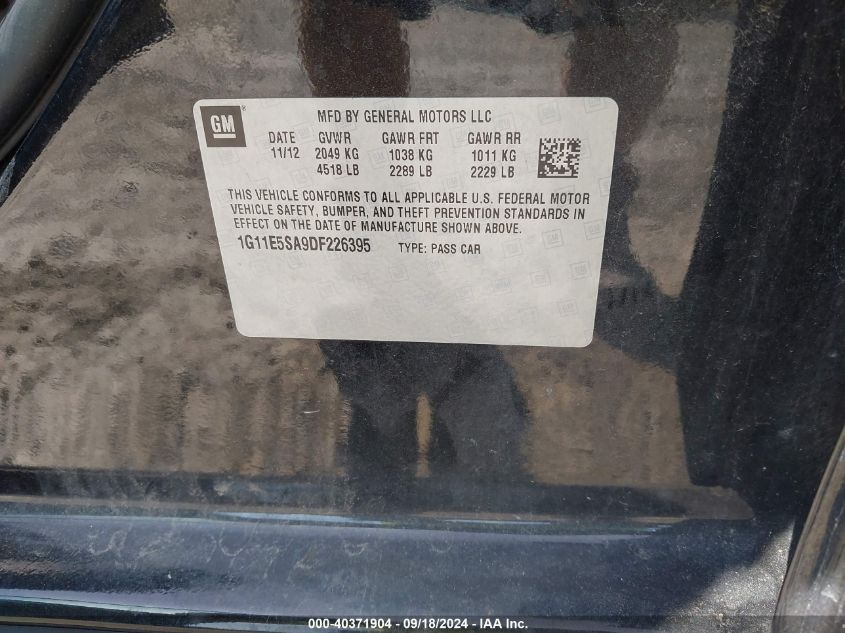 GM
MFD BY GENERAL MOTORS LLC
DATE GVWR GAWR FRT GAWR RR
11/12 2049 KG 1038 KG 1011 KG
4518 LB 2289 LB 2229 LB
THIS VEHICLE CONFORMS TO ALL APPLICABLE U.S. FEDERAL MOTOR
VEHICLE SAFETY, BUMPER, AND THEFT PREVENTION STANDARDS IN
EFFECT ON THE DATE OF MANUFACTURE SHOWN ABOVE.
1G11E5SA9DF226395 TYPE: PASS CAR
000-40371904 / 09/18/2024 - IAA Inc.